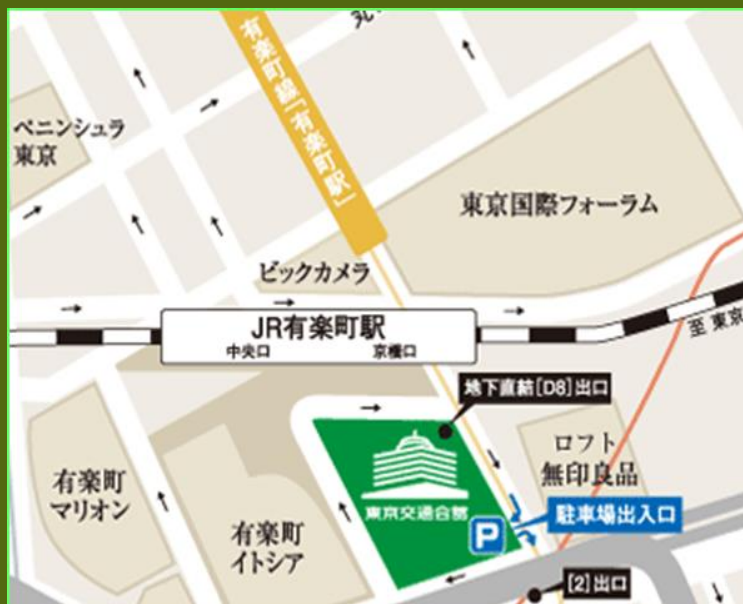 丸
有楽町線「有楽町駅」
ペニンシュラ
東京
東京国際フォーラム
ビックカメラ
JR有楽町駅
中央口
京橋口
至 東京
地下直結[D8]出口
ロフト
無印良品
有楽町
マリオン
有楽町
イトシア
東京交通会館
P
駐車場出入口
[2]出口